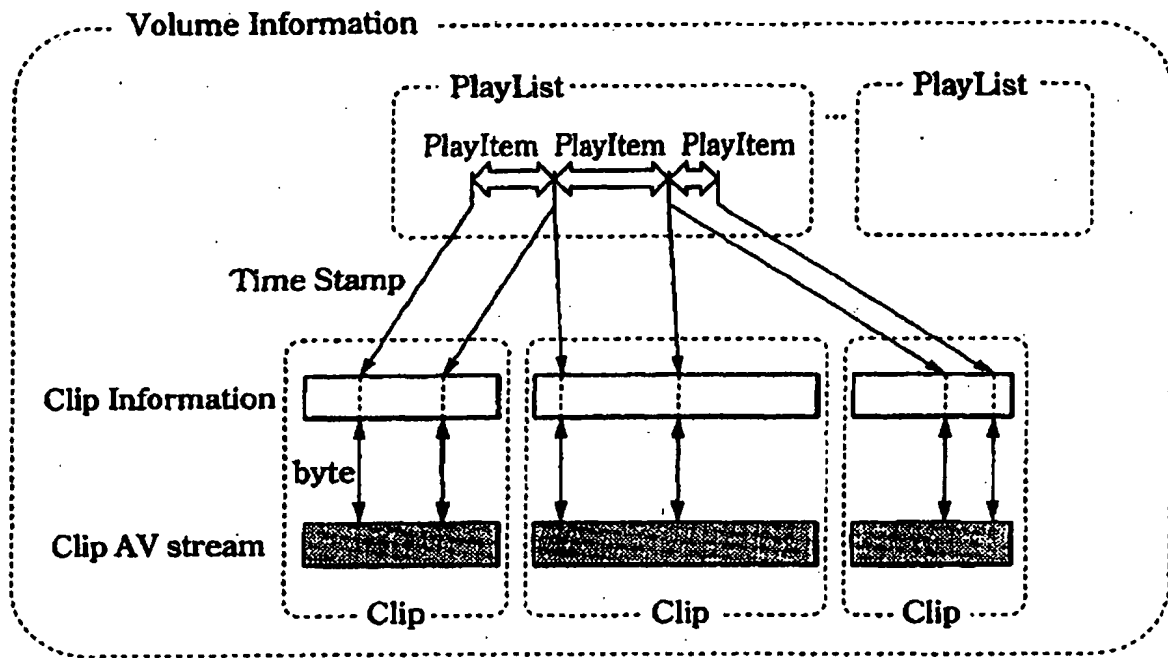 Volume Information
PlayList
PlayList
...
PlayItem PlayItem PlayItem
Time Stamp
Clip Information
byte
Clip AV stream
Clip
Clip
Clip